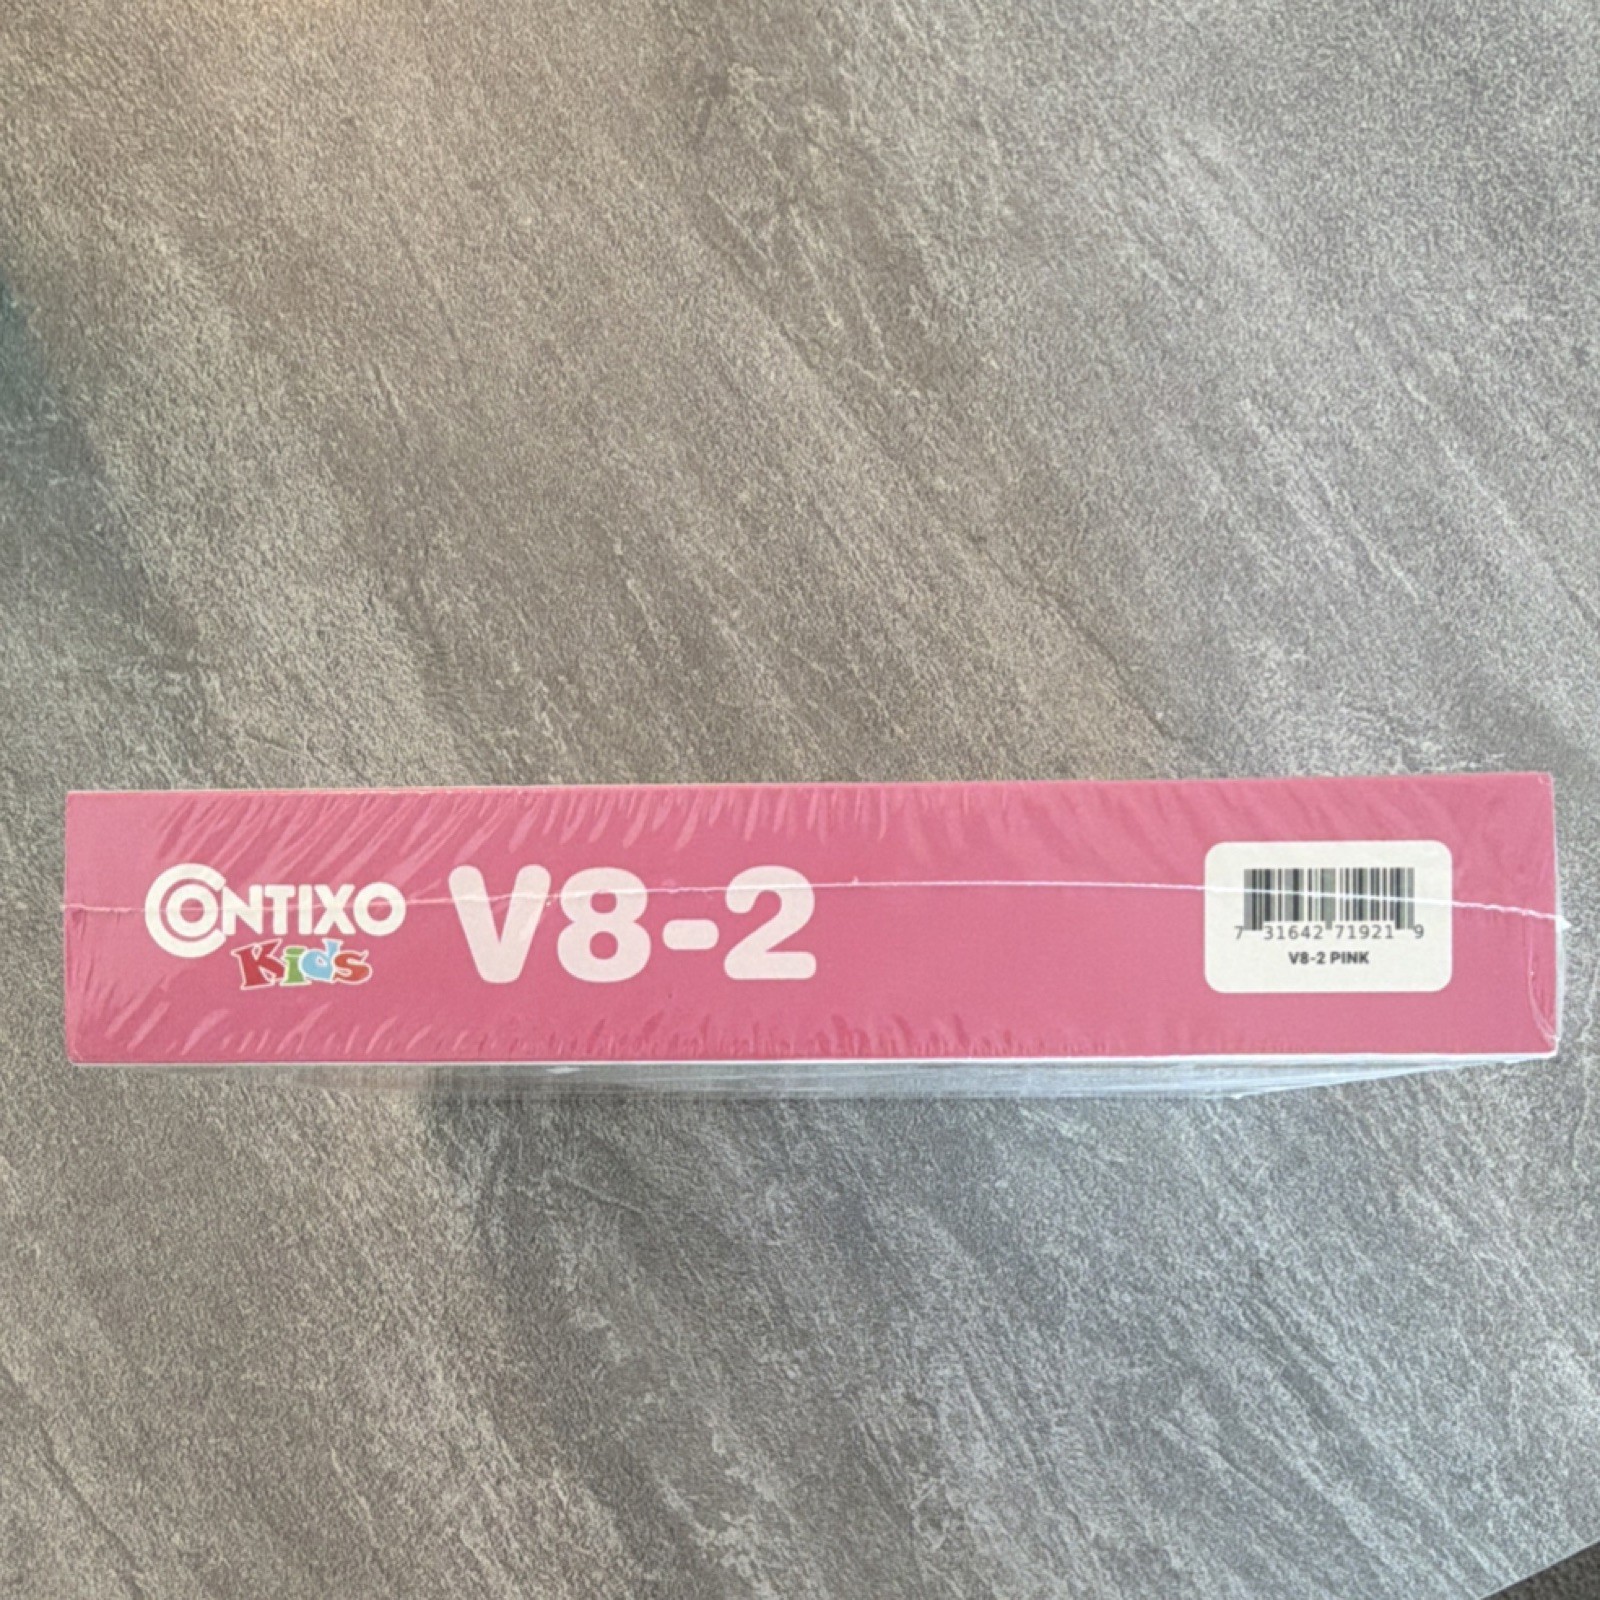 CONTIXO
Kids
V8-2
7 31642 71921 9
V8-2 PINK